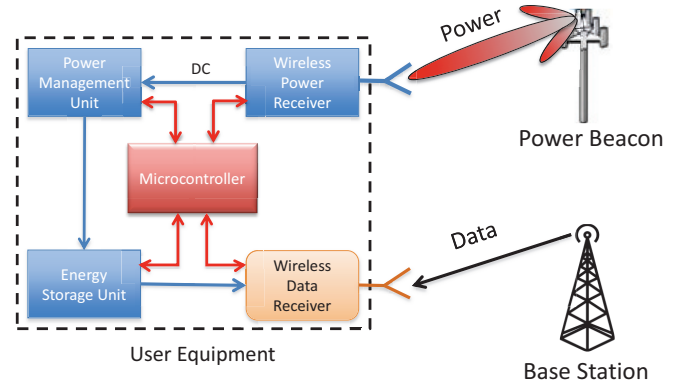 Power
Management
Unit
DC
Wireless
Power
Receiver
Power
Power Beacon
Microcontroller
Energy
Storage Unit
Wireless
Data
Receiver
Data
User Equipment
Base Station